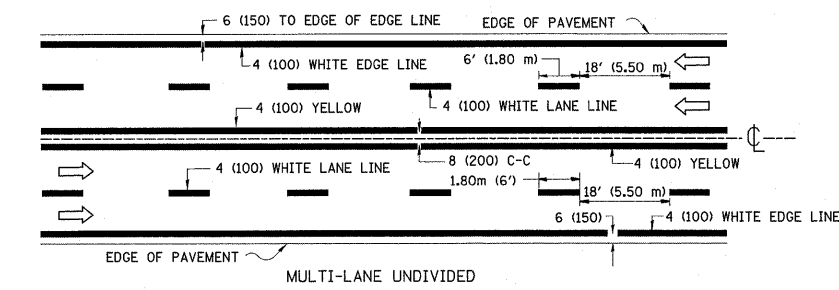 6 (150) TO EDGE OF EDGE LINE
EDGE OF PAVEMENT
4 (100) WHITE EDGE LINE
6' (1.80 m)
18' (5.50 m)
4 (100) YELLOW
4 (100) WHITE LANE LINE
℄
4 (100) WHITE LANE LINE
8 (200) C-C
4 (100) YELLOW
1.80m (6')
18' (5.50 m)
6 (150)
4 (100) WHITE EDGE LINE
EDGE OF PAVEMENT
MULTI-LANE UNDIVIDED